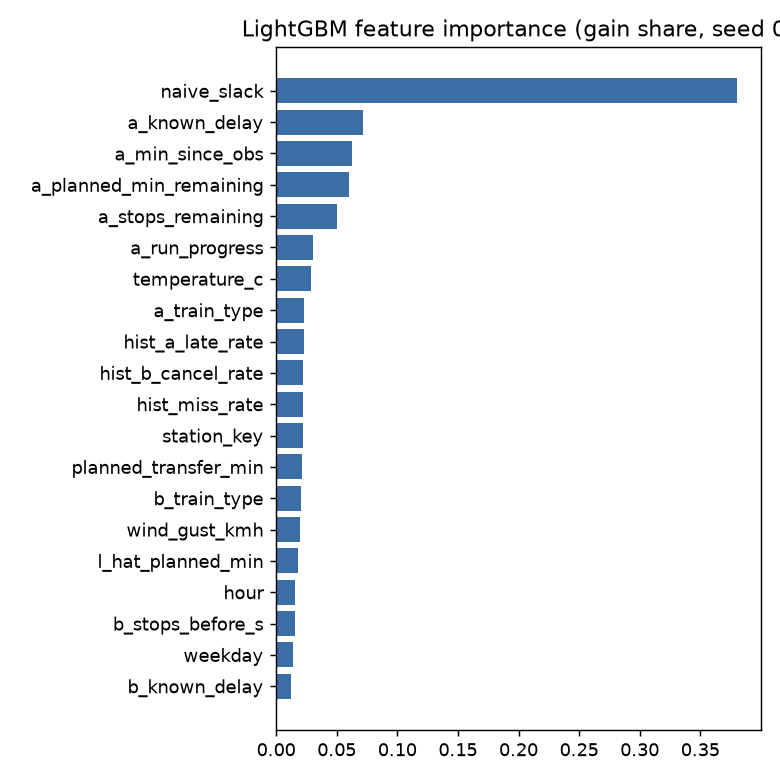 LightGBM feature importance (gain share, seed 0
naive_slack
a_known_delay
a_min_since_obs
a_planned_min_remaining
a_stops_remaining
a_run_progress
temperature_c
a_train_type
hist_a_late_rate
hist_b_cancel_rate
hist_miss_rate
station_key
planned_transfer_min
b_train_type
wind_gust_kmh
l_hat_planned_min
hour
b_stops_before_s
weekday
b_known_delay
0.00 0.05 0.10 0.15 0.20 0.25 0.30 0.35